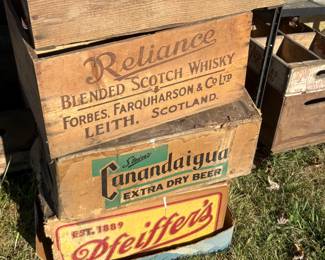 Reliance
BLENDED SCOTCH WHISKY
FORBES, FARQUHARSON & CO LTD
LEITH, SCOTLAND.
Canandaigua
EXTRA DRY BEER
EST. 1889
Pfeiffer's